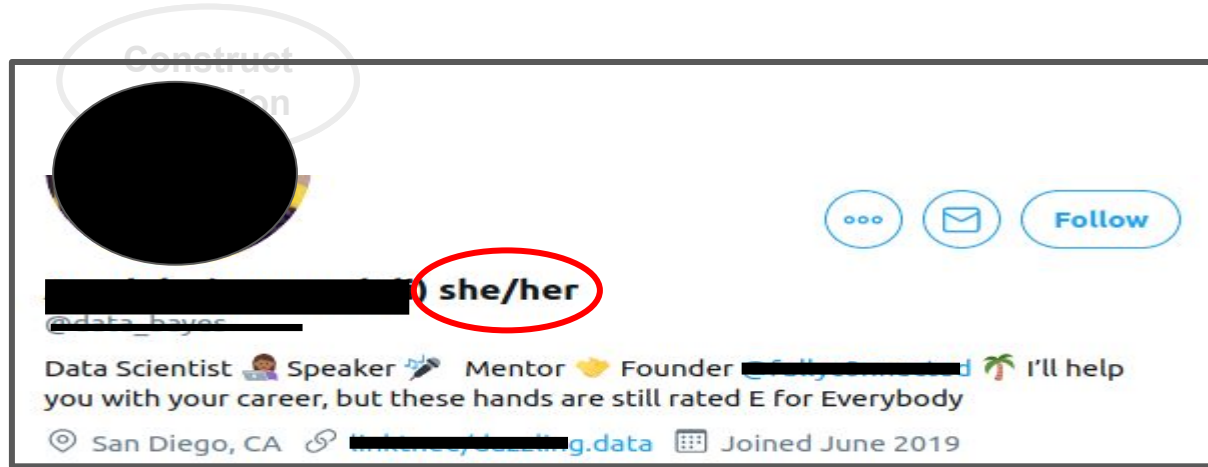 Construct
Follow
) she/her
Data Scientist 👩🏾‍💻 Speaker 🎤 Mentor 🤝 Founder 🌴 I’ll help
you with your career, but these hands are still rated E for Everybody
San Diego, CA g.data Joined June 2019